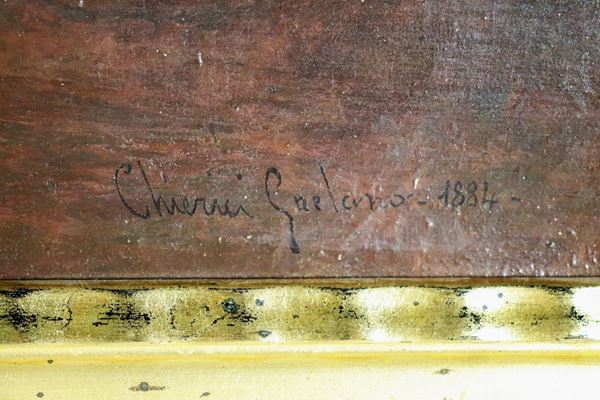 Chierici Gaetano - 1884 -